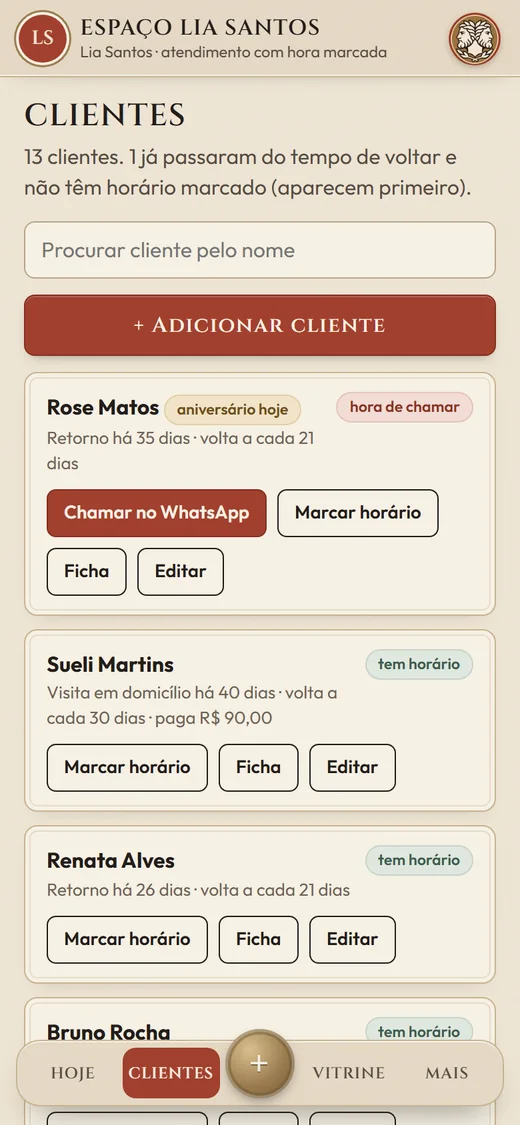 LS
ESPAÇO LIA SANTOS
Lia Santos · atendimento com hora marcada
CLIENTES
13 clientes. 1 já passaram do tempo de voltar e
não têm horário marcado (aparecem primeiro).
Procurar cliente pelo nome
+ ADICIONAR CLIENTE
Rose Matos aniversário hoje hora de chamar
Retorno há 35 dias · volta a cada 21
dias
Chamar no WhatsApp Marcar horário
Ficha Editar
Sueli Martins tem horário
Visita em domicílio há 40 dias · volta a
cada 30 dias · paga R$ 90,00
Marcar horário Ficha Editar
Renata Alves tem horário
Retorno há 26 dias · volta a cada 21 dias
Marcar horário Ficha Editar
Bruno Rocha tem horário
HOJE CLIENTES + VITRINE MAIS